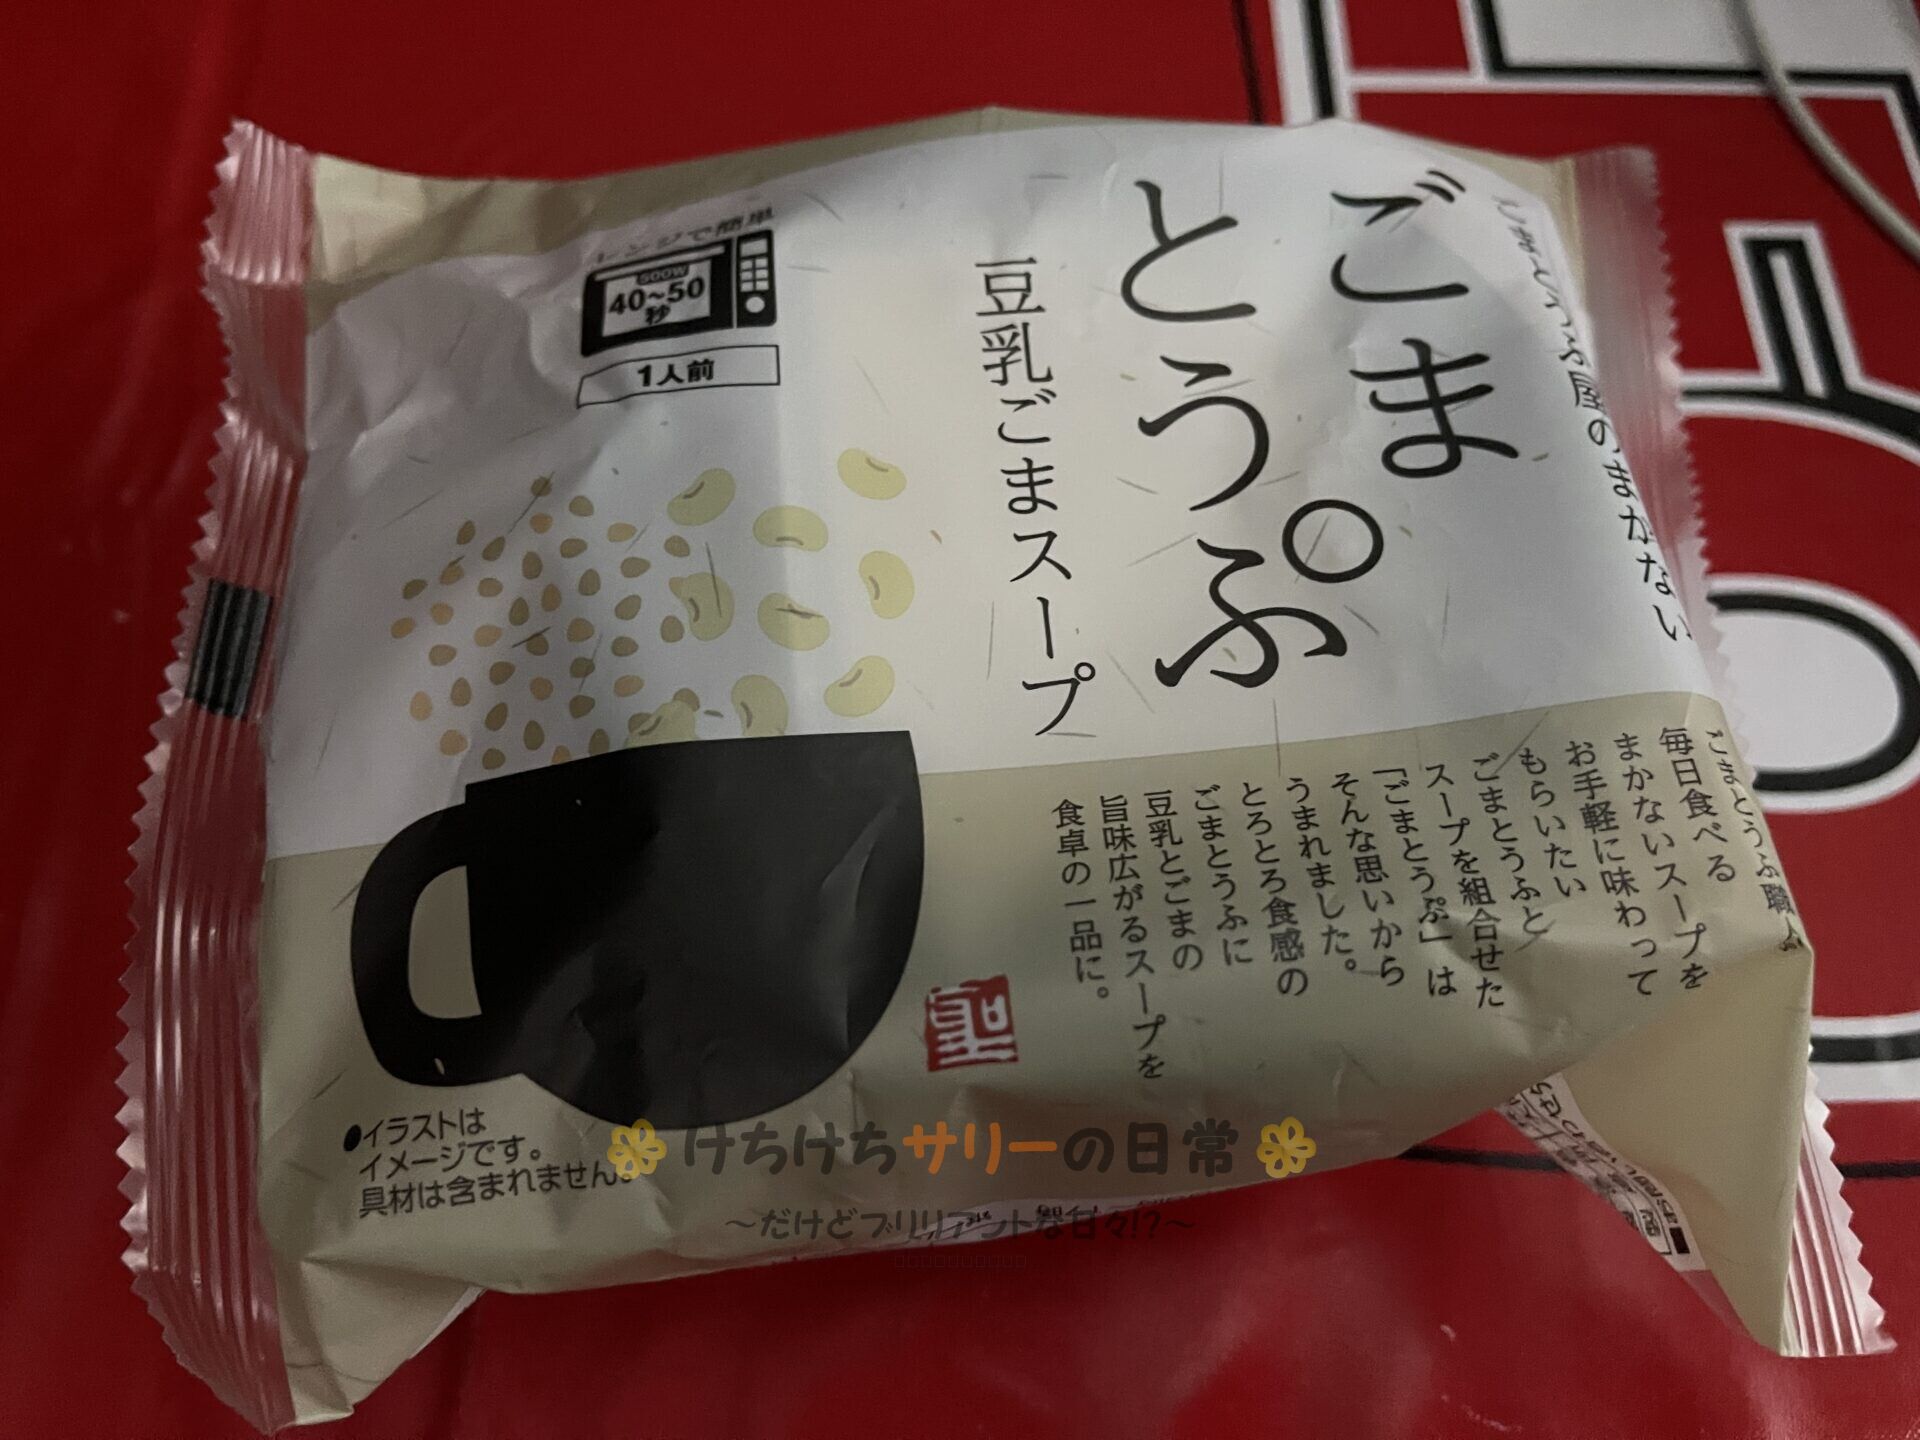 ごまとうふ屋のまかない
ごま
とうぷ
豆乳ごまスープ
レンジで簡単
500W
40~50
秒
1人前
ごまとうふ職人が
毎日食べる
まかないスープを
お手軽に味わって
もらいたい
ごまとうふと
スープを組合せた
「ごまとうぷ」は
そんな思いから
うまれました。
とろとろ食感の
ごまとうふに
豆乳とごまの
旨味広がるスープを
食卓の一品に。
聖
●イラストは
イメージです。
具材は含まれません。
けちけちサリーの日常
〜だけどブリリアントな甘々!?〜